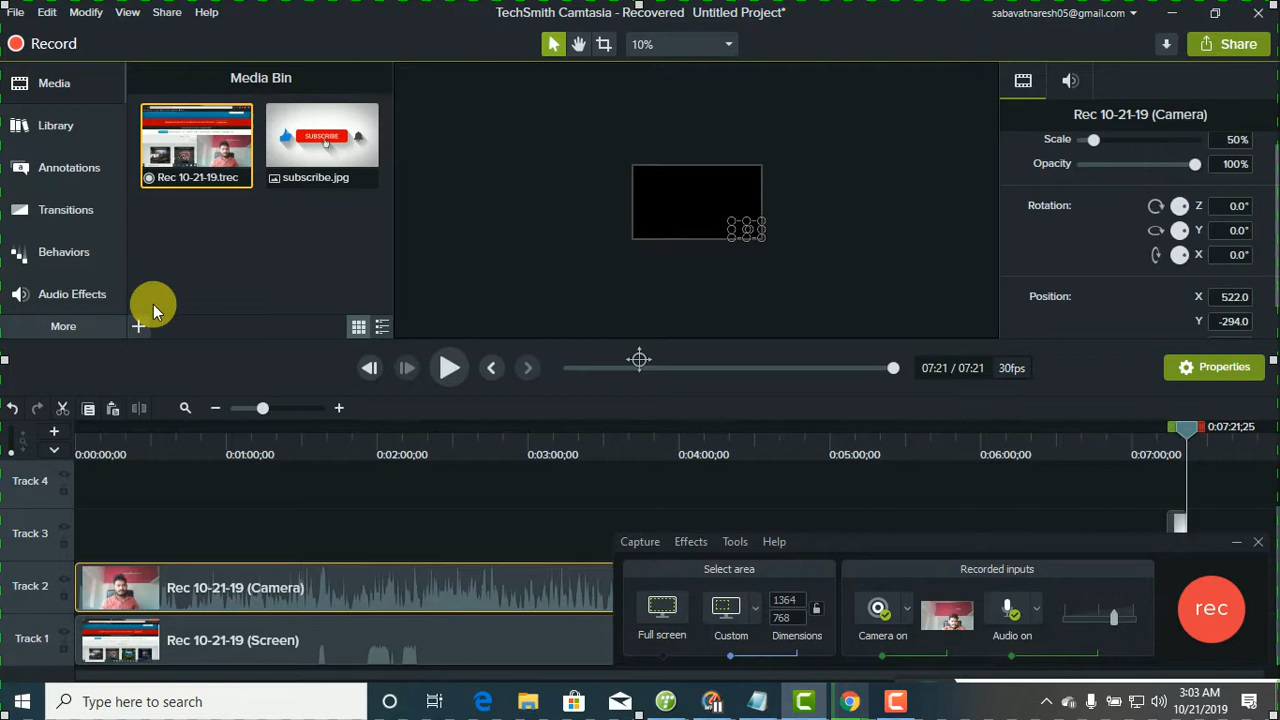 File Edit Modify View Share Help TechSmith Camtasia - Recovered Untitled Project* sabavatnresh05@gmail.com
Record 10% Share
Media
Library
Annotations
Transitions
Behaviors
Audio Effects
More
Media Bin
SUBSCRIBE
Rec 10-21-19.trec subscribe.jpg
Rec 10-21-19 (Camera)
Scale 50%
Opacity 100%
Rotation: Z 0.0°
Y 0.0°
X 0.0°
Position: X 522.0
Y -294.0
07:21 / 07:21 30fps Properties
0:07:21;25
0:00:00;00 0:01:00;00 0:02:00;00 0:03:00;00 0:04:00;00 0:05:00;00 0:06:00;00 0:07:00;00
Track 4
Track 3
Track 2 Rec 10-21-19 (Camera)
Track 1 Rec 10-21-19 (Screen)
Capture Effects Tools Help
Select area Recorded inputs
1364
768
rec
Full screen Custom Dimensions Camera on Audio on
Type here to search
3:03 AM
10/21/2019